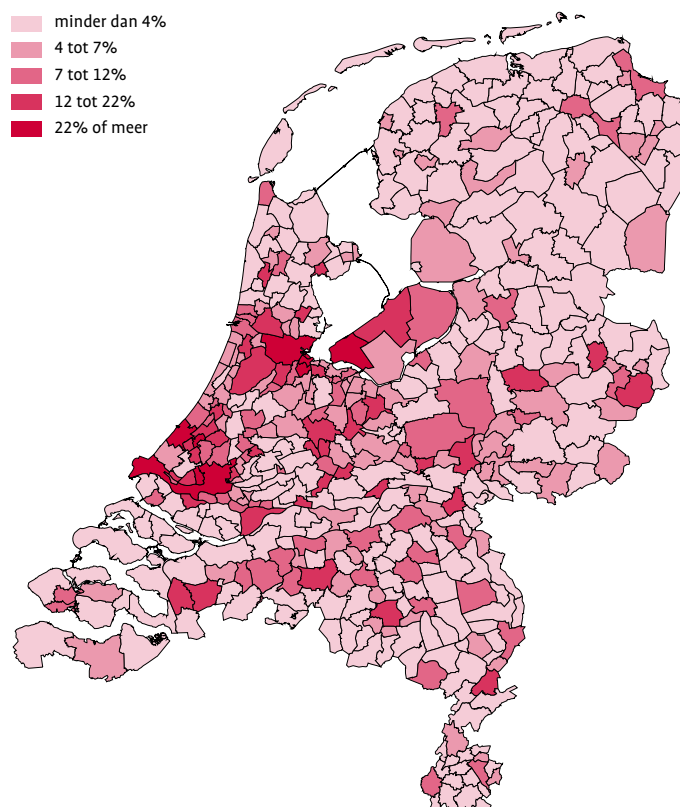 minder dan 4%
4 tot 7%
7 tot 12%
12 tot 22%
22% of meer